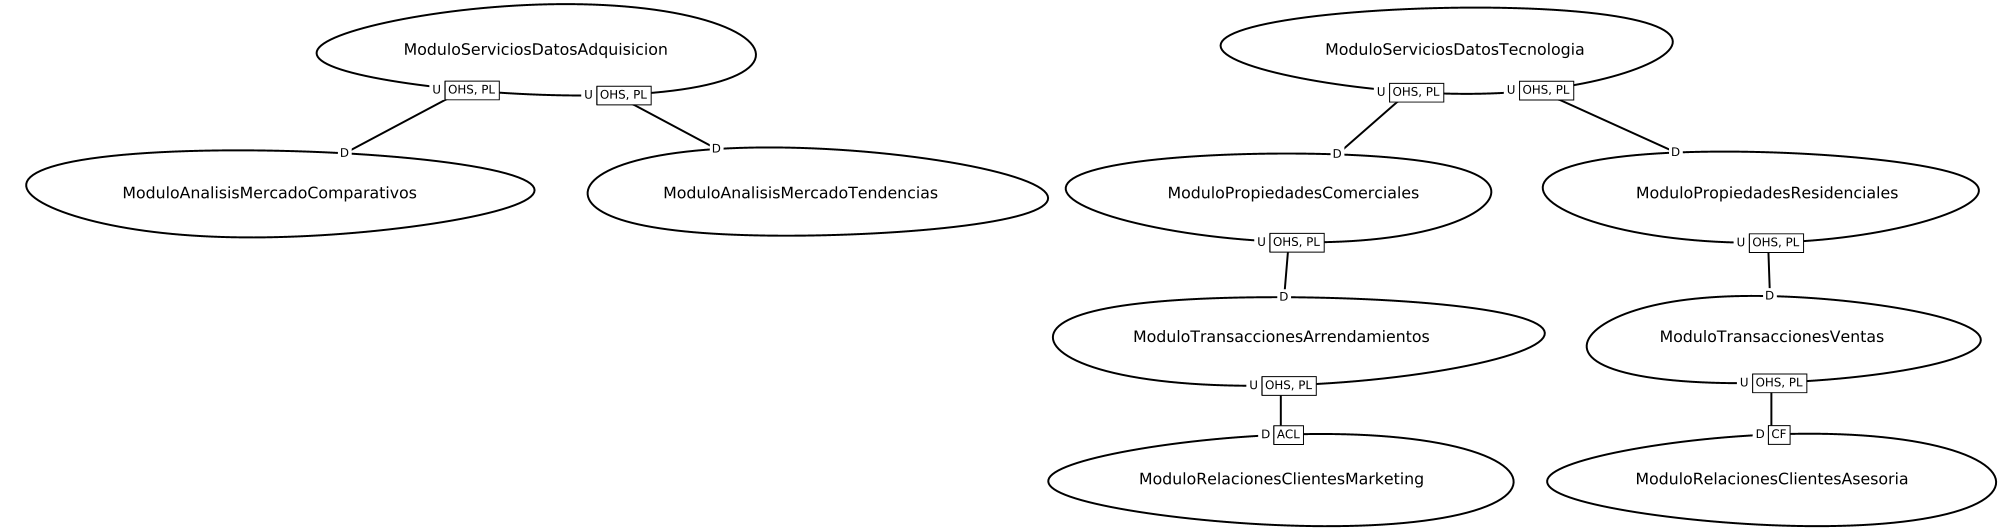 ModuloServiciosDatosAdquisicion
ModuloServiciosDatosTecnologia
U OHS, PL
U OHS, PL
U OHS, PL
U OHS, PL
D
D
D
D
ModuloAnalisisMercadoComparativos
ModuloAnalisisMercadoTendencias
ModuloPropiedadesComerciales
ModuloPropiedadesResidenciales
U OHS, PL
U OHS, PL
D
D
ModuloTransaccionesArrendamientos
ModuloTransaccionesVentas
U OHS, PL
U OHS, PL
D ACL
D CF
ModuloRelacionesClientesMarketing
ModuloRelacionesClientesAsesoria